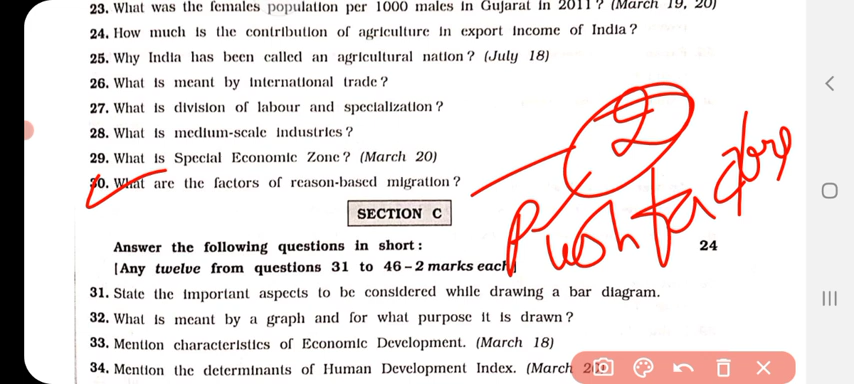 23. What was the females population per 1000 males in Gujarat in 2011? (March 19, 20)
24. How much is the contribution of agriculture in export income of India?
25. Why India has been called an agricultural nation? (July 18)
26. What is meant by International trade?
27. What is division of labour and specialization?
28. What is medium-scale industries?
29. What is Special Economic Zone? (March 20)
30. What are the factors of reason-based migration?
SECTION C
Answer the following questions in short:
[Any twelve from questions 31 to 46 – 2 marks each] 24
31. State the important aspects to be considered while drawing a bar diagram.
32. What is meant by a graph and for what purpose it is drawn?
33. Mention characteristics of Economic Development. (March 18)
34. Mention the determinants of Human Development Index. (March